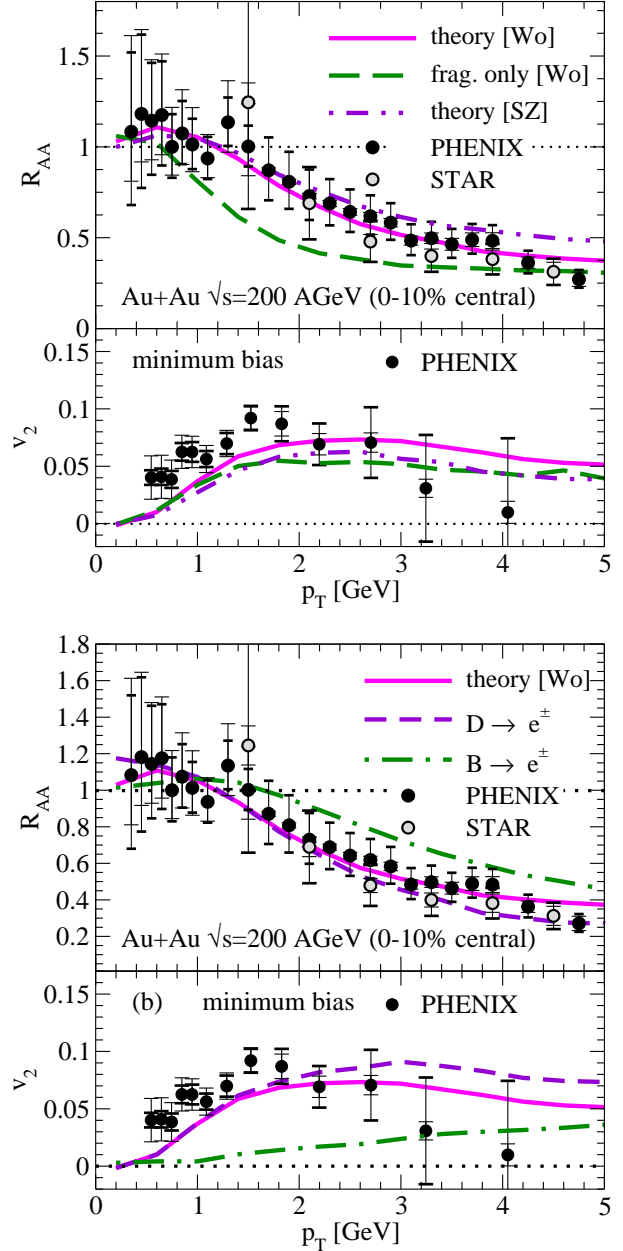 1.5
1
0.5
0
R_AA
theory [Wo]
frag. only [Wo]
theory [SZ]
PHENIX
STAR
Au+Au √s=200 AGeV (0-10% central)
0.15
0.1
0.05
0
v_2
minimum bias
PHENIX
0 1 2 3 4 5
p_T [GeV]
1.8
1.6
1.4
1.2
1.0
0.8
0.6
0.4
0.2
R_AA
theory [Wo]
D → e^±
B → e^±
PHENIX
STAR
Au+Au √s=200 AGeV (0-10% central)
0.15
0.1
0.05
0
v_2
(b) minimum bias
PHENIX
0 1 2 3 4 5
p_T [GeV]